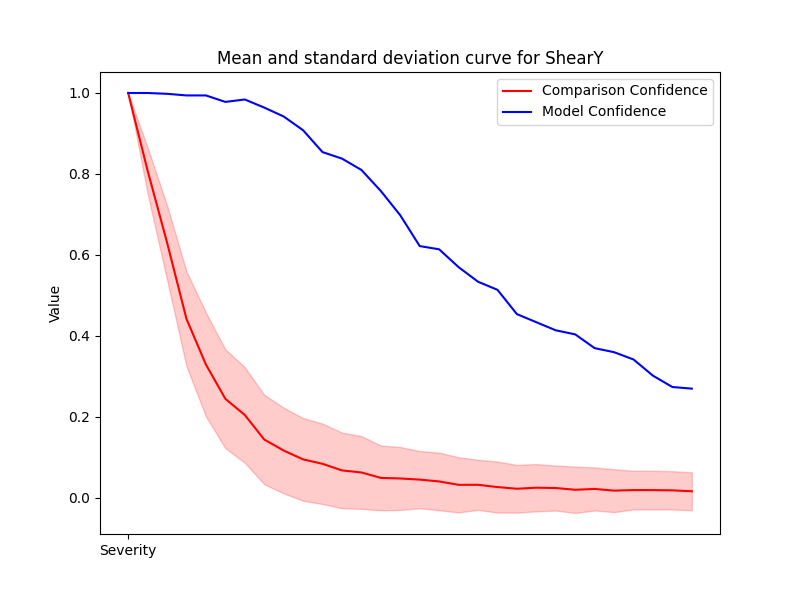 Mean and standard deviation curve for ShearY
Comparison Confidence
Model Confidence
1.0
0.8
0.6
0.4
0.2
0.0
Value
Severity